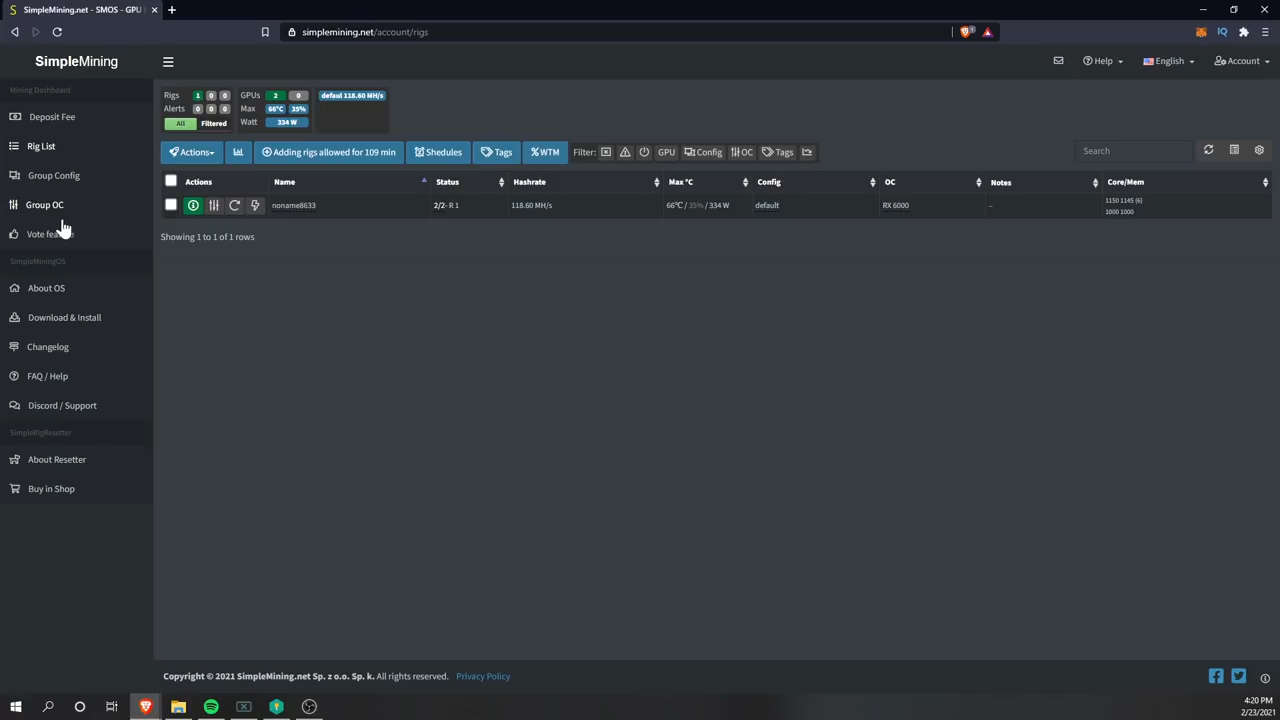 SimpleMining.net - SMOS - GPU
simplemining.net/account/rigs
SimpleMining
Help
English
Account
Mining Dashboard
Deposit Fee
Rig List
Group Config
Group OC
Vote
SimpleMiningOS
About OS
Download & Install
Changelog
FAQ / Help
Discord / Support
SimpleRigResetter
About Resetter
Buy in Shop
Rigs 1 0 0
Alerts 0 0 0
All Filtered
GPUs 2 0
Max 66°C 35%
Watt 334 W
defaul 118.60 MH/s
Actions
Adding rigs allowed for 109 min
Shedules
Tags
%WTM
Filter:
GPU
Config
OC
Tags
Search
Actions Name Status Hashrate Max °C Config OC Notes Core/Mem
noname8633 2/2- R 1 118.60 MH/s 66°C / 35% / 334 W default RX 6000 -- 1150 1145 (6)
1000 1000
Showing 1 to 1 of 1 rows
Copyright © 2021 SimpleMining.net Sp. z o.o. Sp. k. All rights reserved. Privacy Policy
4:20 PM
2/23/2021